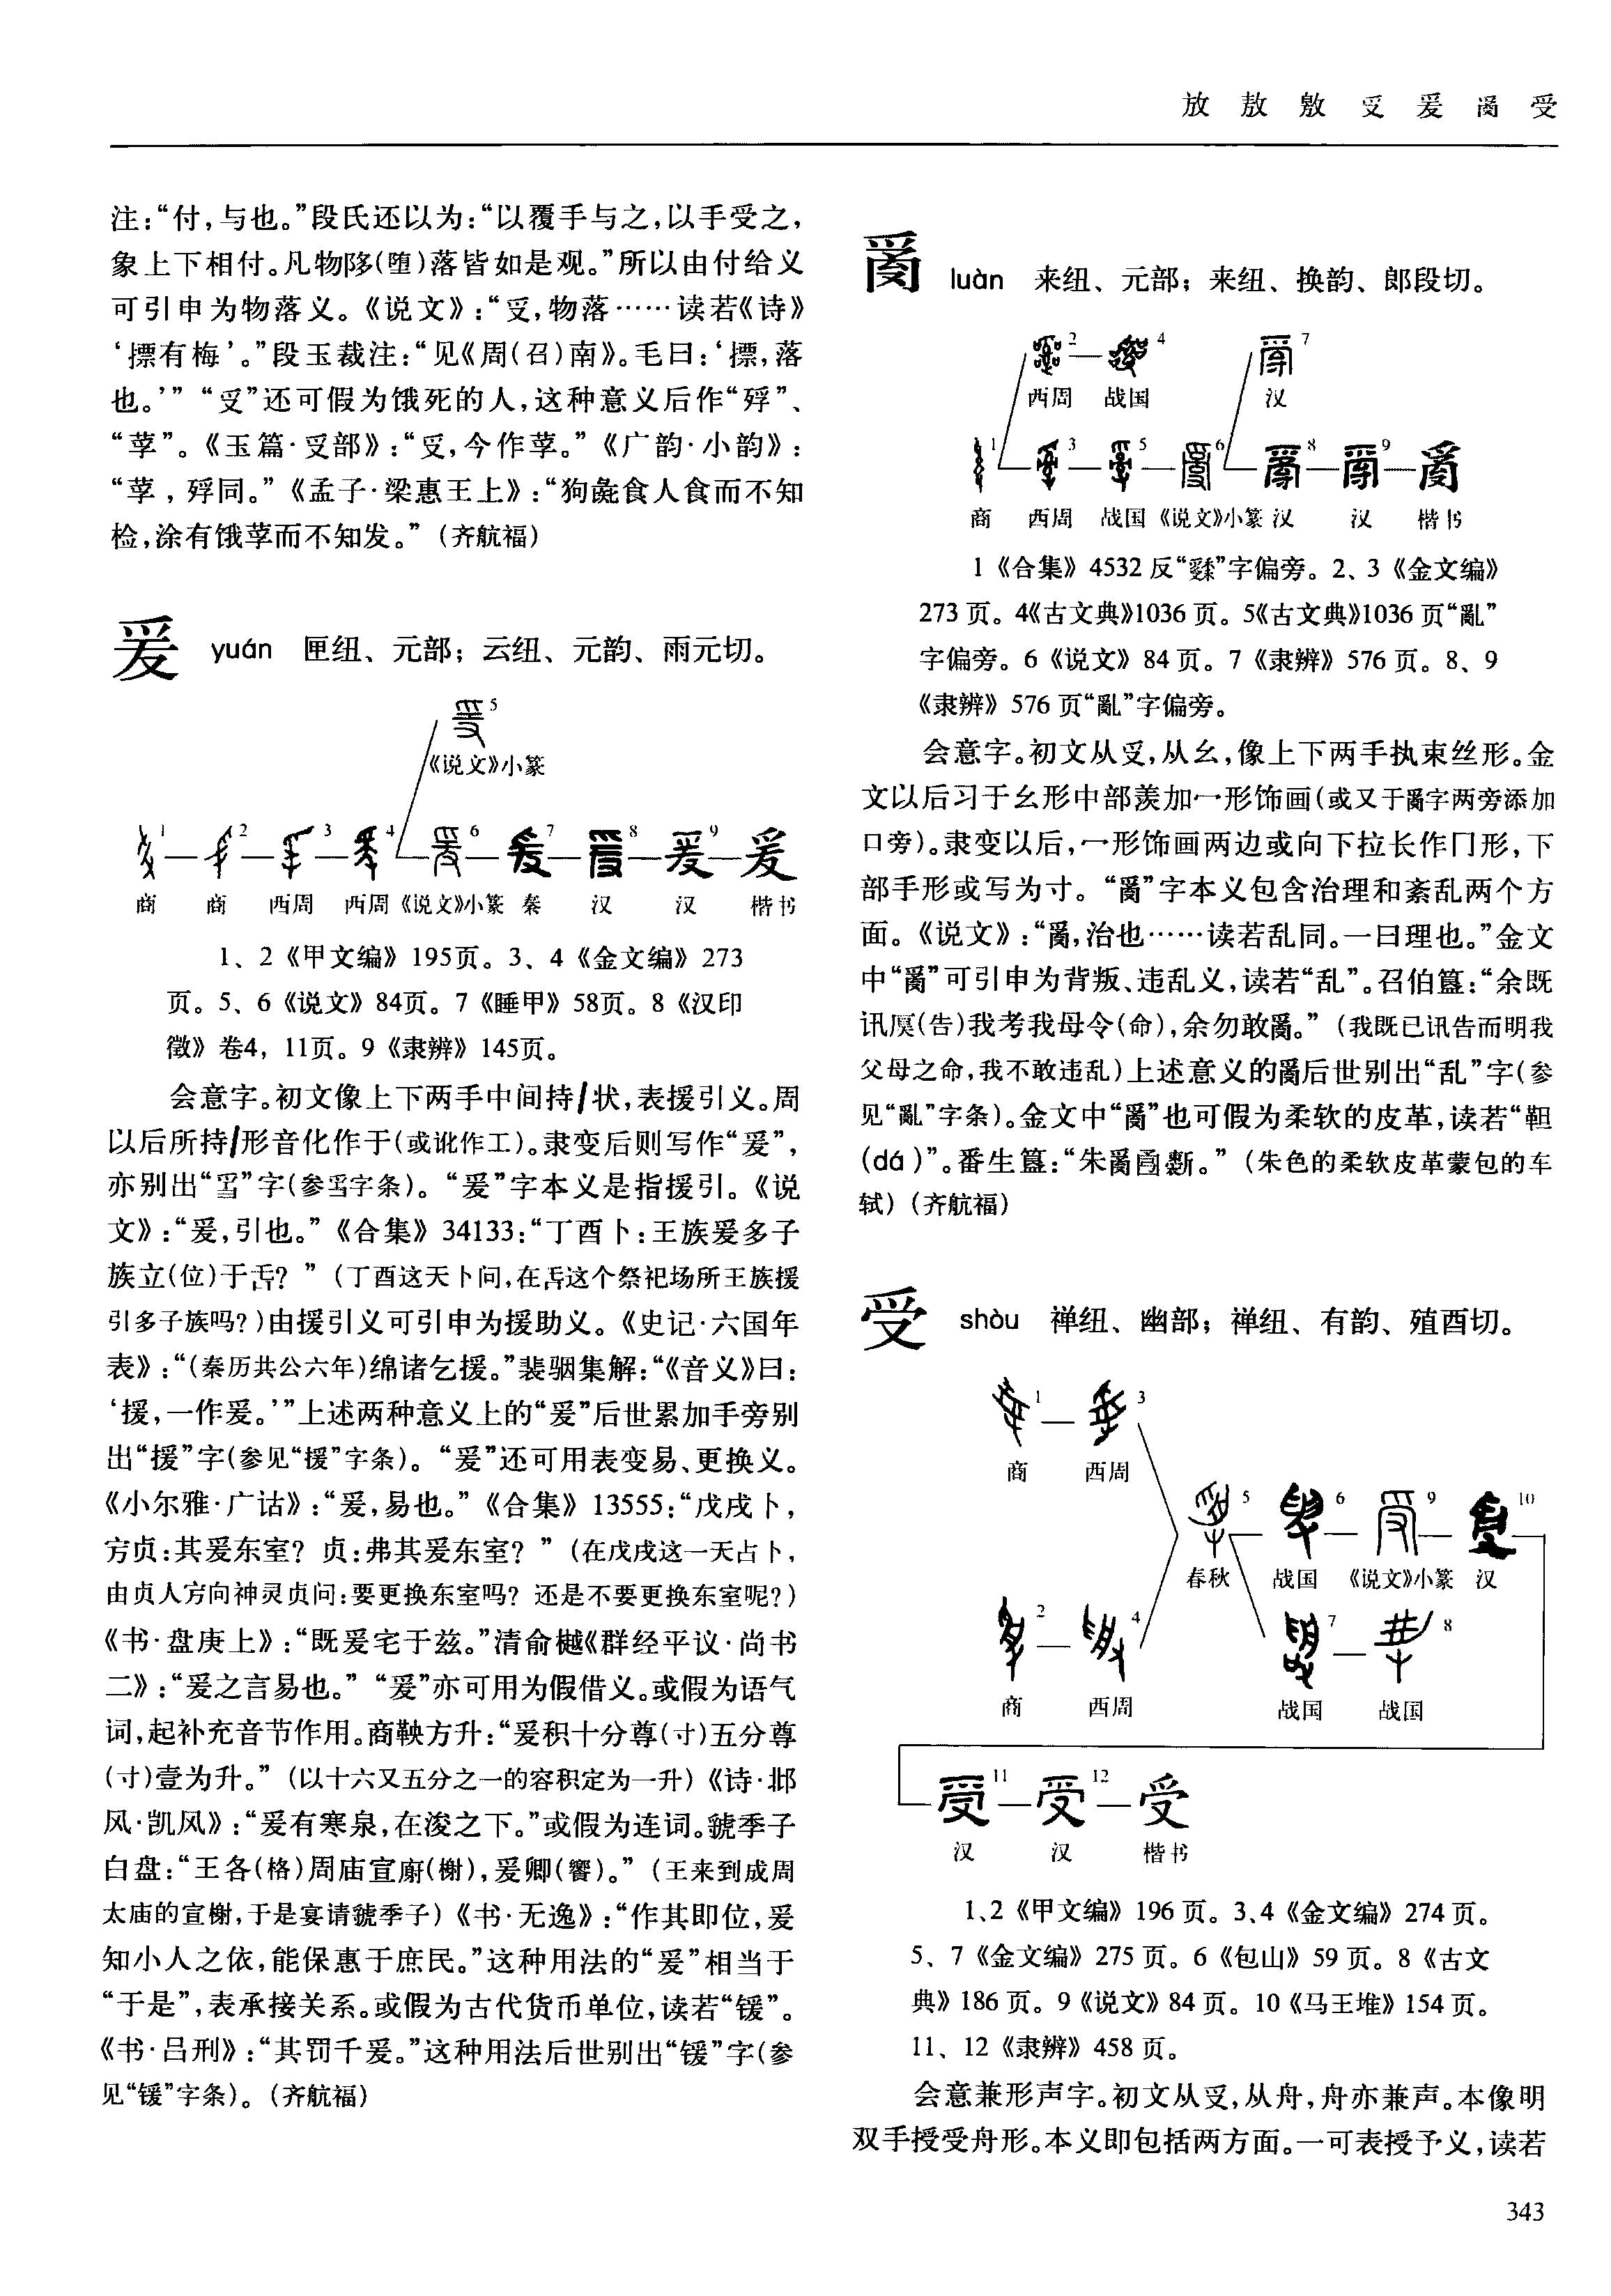 放 敖 敫 𠬪 爰 𤔔 受
注：“付，与也。”段氏还以为：“以覆手与之，以手受之，
象上下相付。凡物陊(堕)落皆如是观。”所以由付给义
可引申为物落义。《说文》：“𠬪，物落……读若《诗》
‘摽有梅’。”段玉裁注：“见《周(召)南》。毛曰：‘摽，落
也。’”“𠬪”还可假为饿死的人，这种意义后作“殍”、
“莩”。《玉篇·𠬪部》：“𠬪，今作莩。”《广韵·小韵》：
“莩，殍同。”《孟子·梁惠王上》：“狗彘食人食而不知
检，涂有饿莩而不知发。”（齐航福）
爰 yuán 匣纽、元部；云纽、元韵、雨元切。
5
《说文》小篆
1 2 3 4 6 7 8 9 爰
商 商 西周 西周 《说文》小篆 秦 汉 汉 楷书
1、2《甲文编》195页。3、4《金文编》273
页。5、6《说文》84页。7《睡甲》58页。8《汉印
徵》卷4，11页。9《隶辨》145页。
会意字。初文像上下两手中间持/状，表援引义。周
以后所持/形音化作于(或讹作工)。隶变后则写作“爰”，
亦别出“𤔌”字(参𤔌字条)。“爰”字本义是指援引。《说
文》：“爰，引也。”《合集》34133：“丁酉卜：王族爰多子
族立(位)于𠱠？”（丁酉这天卜问，在𠱠这个祭祀场所王族援
引多子族吗？)由援引义可引申为援助义。《史记·六国年
表》：“(秦历共公六年)绵诸乞援。”裴骃集解：“《音义》曰：
‘援，一作爰。’”上述两种意义上的“爰”后世累加手旁别
出“援”字(参见“援”字条)。“爰”还可用表变易、更换义。
《小尔雅·广诂》：“爰，易也。”《合集》13555：“戊戌卜，
𡧊贞：其爰东室？贞：弗其爰东室？”（在戊戌这一天占卜，
由贞人𡧊向神灵贞问：要更换东室吗？还是不要更换东室呢？)
《书·盘庚上》：“既爰宅于兹。”清俞樾《群经平议·尚书
二》：“爰之言易也。”“爰”亦可用为假借义。或假为语气
词，起补充音节作用。商鞅方升：“爰积十分尊(寸)五分尊
(寸)壹为升。”（以十六又五分之一的容积定为一升）《诗·邶
风·凯风》：“爰有寒泉，在浚之下。”或假为连词。虢季子
白盘：“王各(格)周庙宣廟(榭)，爰卿(饗)。”（王来到成周
太庙的宣榭，于是宴请虢季子）《书·无逸》：“作其即位，爰
知小人之依，能保惠于庶民。”这种用法的“爰”相当于
“于是”，表承接关系。或假为古代货币单位，读若“锾”。
《书·吕刑》：“其罚千爰。”这种用法后世别出“锾”字(参
见“锾”字条)。（齐航福）
𤔔 luàn 来纽、元部；来纽、换韵、郎段切。
2 4 7
西周 战国 汉
1 3 5 6 8 9 𤔔
商 西周 战国 《说文》小篆 汉 汉 楷书
1《合集》4532反“”字偏旁。2、3《金文编》
273页。4《古文典》1036页。5《古文典》1036页“亂”
字偏旁。6《说文》84页。7《隶辨》576页。8、9
《隶辨》576页“亂”字偏旁。
会意字。初文从𠬪，从幺，像上下两手执束丝形。金
文以后习于幺形中部羡加冖形饰画(或又于𤔔字两旁添加
口旁)。隶变以后，冖形饰画两边或向下拉长作冂形，下
部手形或写为寸。“𤔔”字本义包含治理和紊乱两个方
面。《说文》：“𤔔，治也……读若乱同。一曰理也。”金文
中“𤔔”可引申为背叛、违乱义，读若“乱”。召伯簋：“余既
讯(告)我考我母令(命)，余勿敢𤔔。”（我既已讯告而明我
父母之命，我不敢违乱）上述意义的𤔔后世别出“乱”字(参
见“亂”字条)。金文中“𤔔”也可假为柔软的皮革，读若“靼
(dá)”。番生簋：“朱𤔔。”（朱色的柔软皮革蒙包的车
轼）（齐航福）
受 shòu 禅纽、幽部；禅纽、有韵、殖酉切。
1 3
商 西周
5 6 9 10
春秋 战国 《说文》小篆 汉
2 4 7 8
商 西周 战国 战国
11 12 受
汉 汉 楷书
1、2《甲文编》196页。3、4《金文编》274页。
5、7《金文编》275页。6《包山》59页。8《古文
典》186页。9《说文》84页。10《马王堆》154页。
11、12《隶辨》458页。
会意兼形声字。初文从𠬪，从舟，舟亦兼声。本像明
双手授受舟形。本义即包括两方面。一可表授予义，读若
343